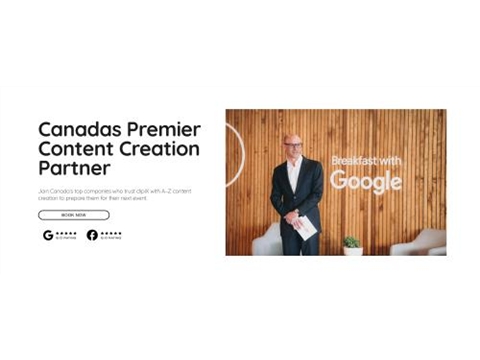 Canadas Premier
Content Creation
Partner
Join Canada's top companies who trust clipiX with A-Z content
creation to prepare them for their next event.
BOOK NOW
Breakfast with
Google